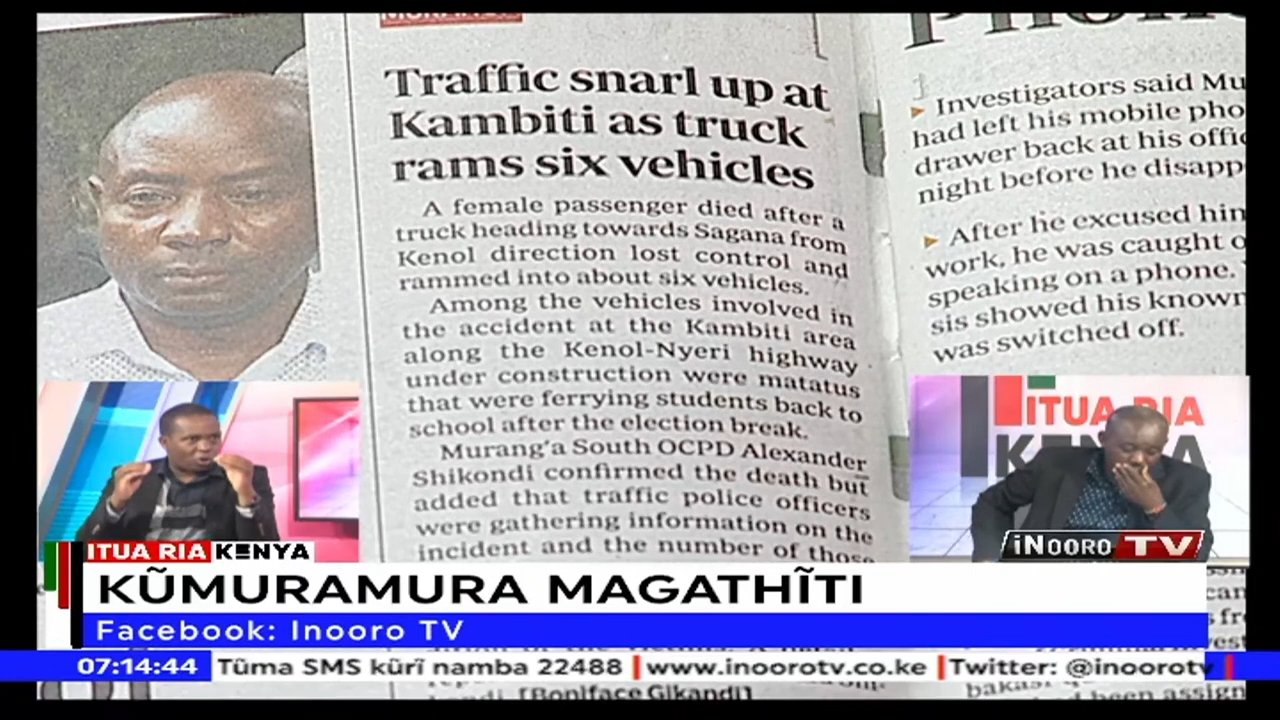 Traffic snarl up at
Kambiti as truck
rams six vehicles
A female passenger died after a
truck heading towards Sagana from
Kenol direction lost control and
rammed into about six vehicles.
Among the vehicles involved in
the accident at the Kambiti area
along the Kenol-Nyeri highway
under construction were matatus
that were ferrying students back to
school after the election break.
Murang'a South OCPD Alexander
Shikondi confirmed the death but
added that traffic police officers
were gathering information on the
incident and the number of those
[Boniface Gikandi]
Investigators said Mu
had left his mobile pho
drawer back at his offic
night before he disapp
After he excused him
work, he was caught o
speaking on a phone.
sis showed his known
was switched off.
ITUA RIA
KENYA
iNOORO TV
ITUA RIA KENYA
KŨMURAMURA MAGATHĨTI
Facebook: Inooro TV
07:14:44 Tũma SMS kũrĩ namba 22488 | www.inoorotv.co.ke | Twitter: @inoorotv